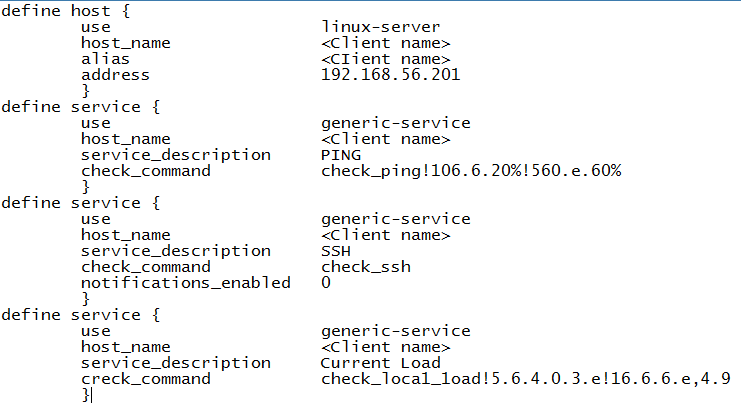 define host {
use linux-server
host_name <Client name>
alias <CIient name>
address 192.168.56.201
}
define service {
use generic-service
host_name <Client name>
service_description PING
check_command check_ping!106.6.20%!560.e.60%
}
define service {
use generic-service
host_name <Client name>
service_description SSH
check_command check_ssh
notifications_enabled 0
}
define service {
use generic-service
host_name <Client name>
service_description Current Load
creck_command check_loca1_1oad!5.6.4.0.3.e!16.6.6.e,4.9
}